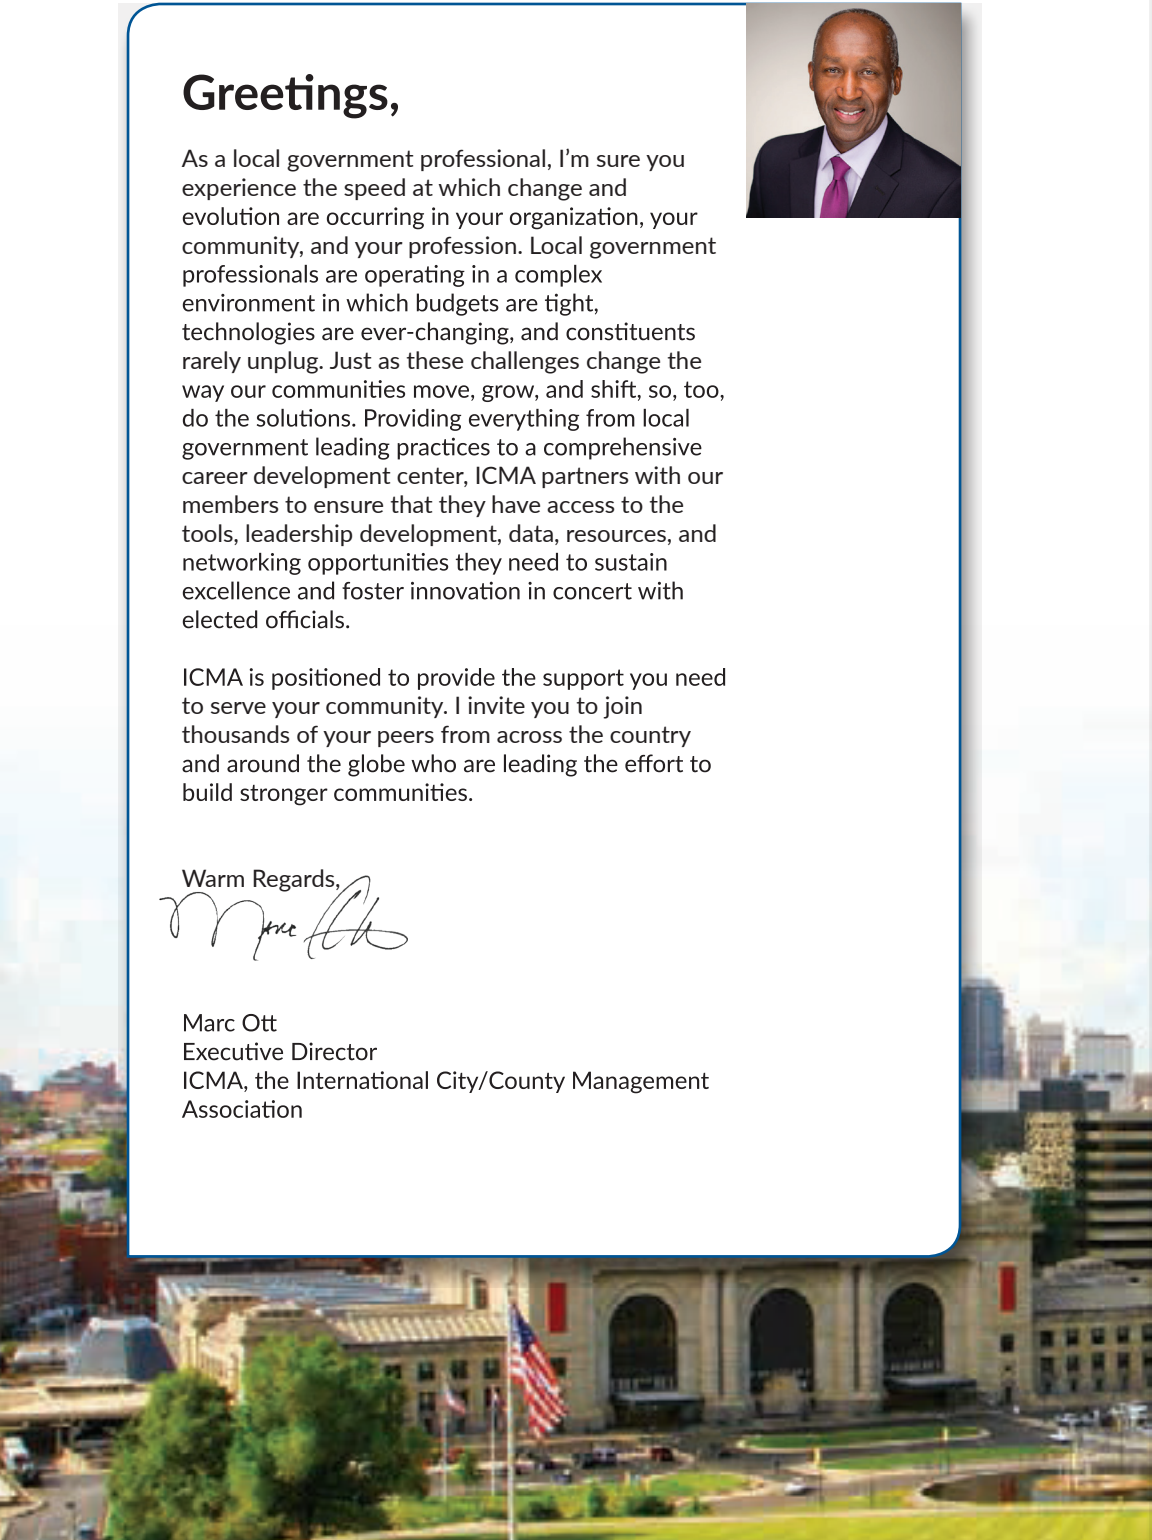 Greetings,
As a local government professional, I’m sure you
experience the speed at which change and
evolution are occurring in your organization, your
community, and your profession. Local government
professionals are operating in a complex
environment in which budgets are tight,
technologies are ever-changing, and constituents
rarely unplug. Just as these challenges change the
way our communities move, grow, and shift, so, too,
do the solutions. Providing everything from local
government leading practices to a comprehensive
career development center, ICMA partners with our
members to ensure that they have access to the
tools, leadership development, data, resources, and
networking opportunities they need to sustain
excellence and foster innovation in concert with
elected officials.
ICMA is positioned to provide the support you need
to serve your community. I invite you to join
thousands of your peers from across the country
and around the globe who are leading the effort to
build stronger communities.
Warm Regards,
Marc Ott
Marc Ott
Executive Director
ICMA, the International City/County Management
Association